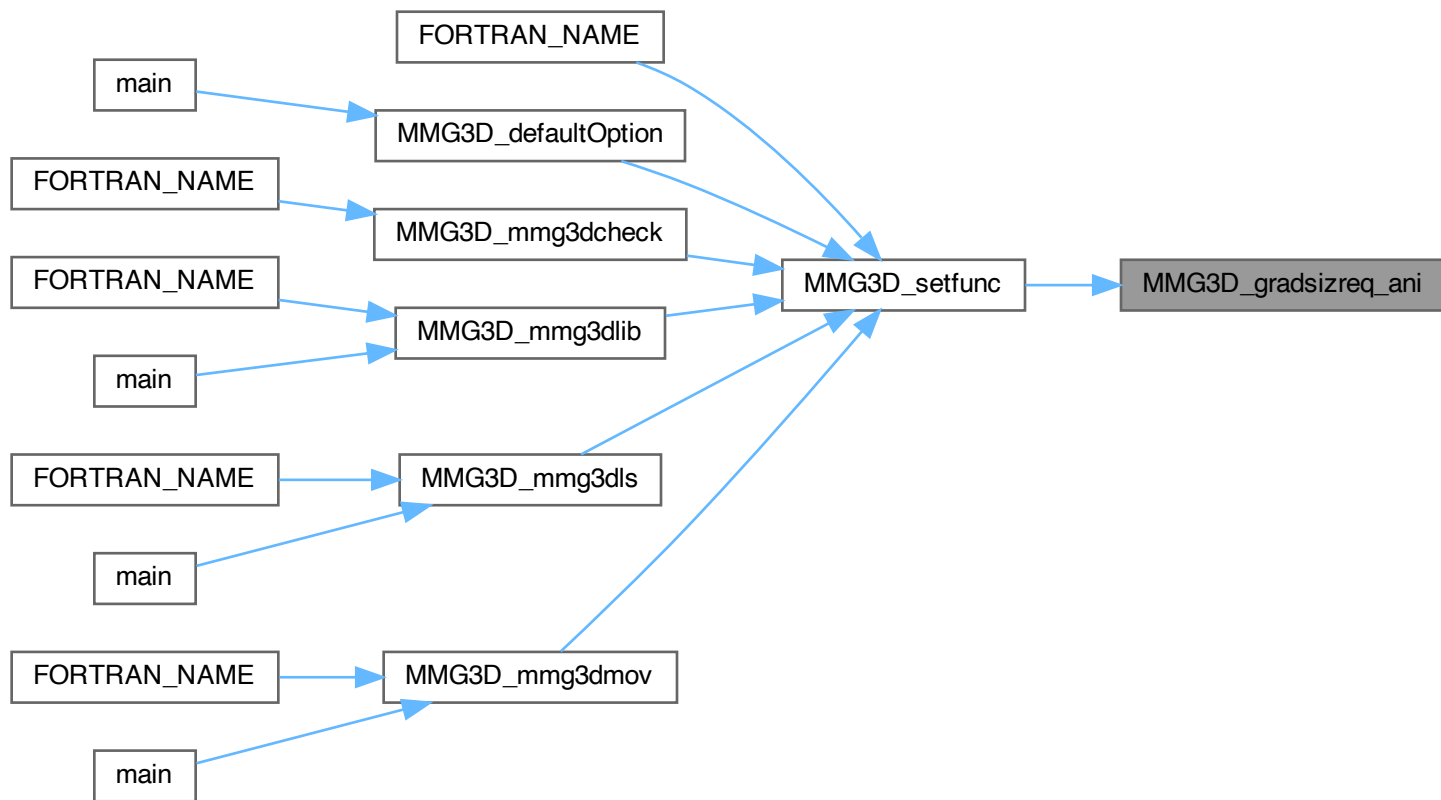 FORTRAN_NAME
main
MMG3D_defaultOption
FORTRAN_NAME
MMG3D_mmg3dcheck
FORTRAN_NAME
MMG3D_setfunc
MMG3D_gradsizreq_ani
MMG3D_mmg3dlib
main
FORTRAN_NAME
MMG3D_mmg3dls
main
FORTRAN_NAME
MMG3D_mmg3dmov
main